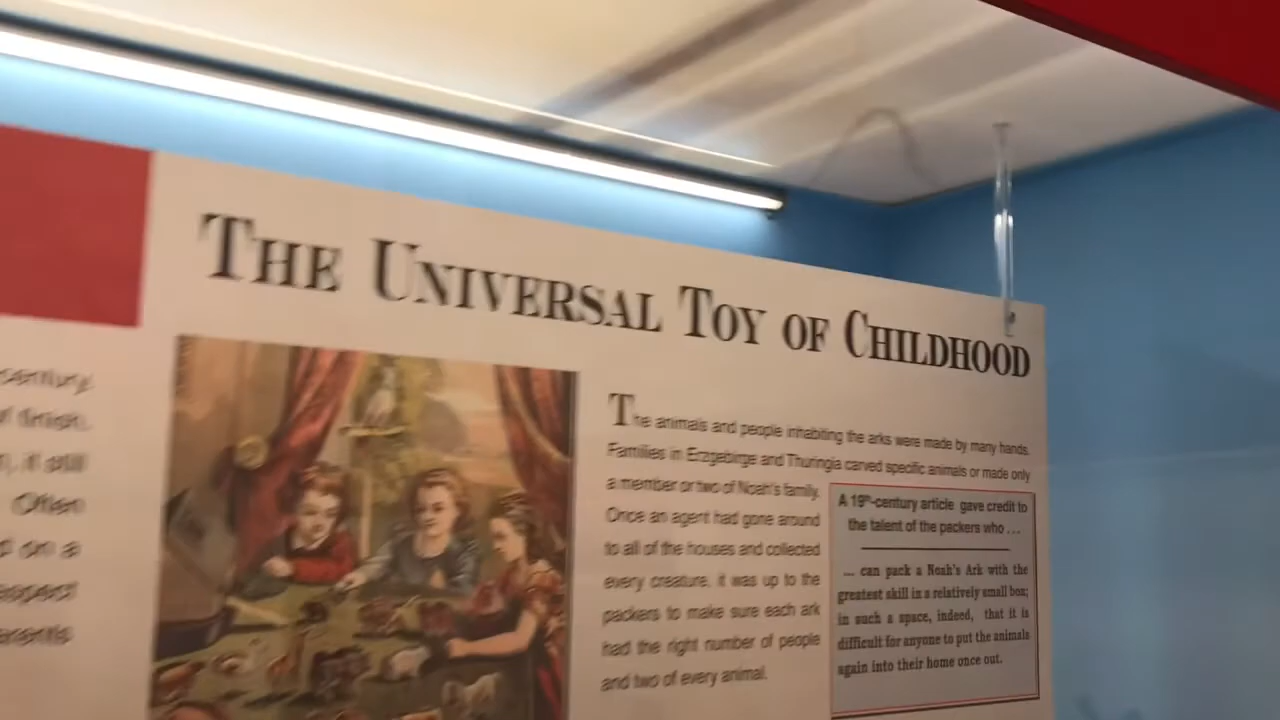 THE UNIVERSAL TOY OF CHILDHOOD
century.
finish.
, it still
Often
on a
aspect
parents
The animals and people inhabiting the arks were made by many hands.
Families in Erzgebirge and Thuringia carved specific animals or made only
a member or two of Noah's family.
Once an agent had gone around
to all of the houses and collected
every creature, it was up to the
packers to make sure each ark
had the right number of people
and two of every animal.
A 19th-century article gave credit to
the talent of the packers who . . .
... can pack a Noah's Ark with the
greatest skill in a relatively small box;
in such a space, indeed, that it is
difficult for anyone to put the animals
again into their home once out.